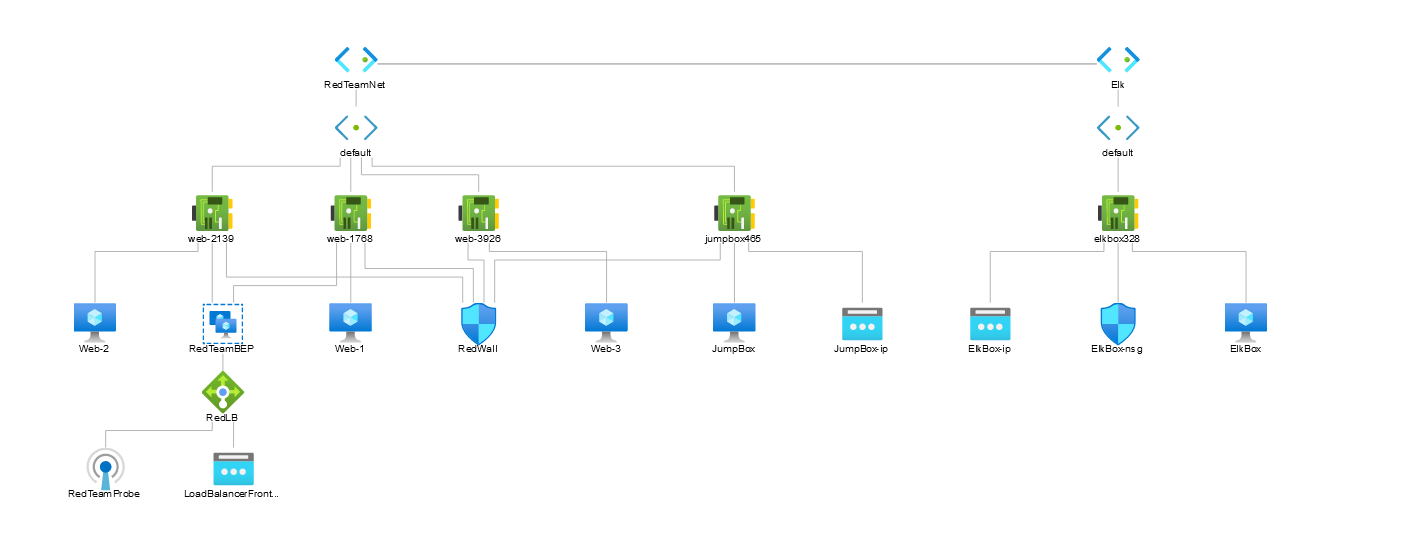 RedTeamNet
Elk
default
default
web-2139
web-1768
web-3926
jumpbox465
elkbox328
Web-2
RedTeamBEP
Web-1
RedWall
Web-3
JumpBox
JumpBox-ip
ElkBox-ip
ElkBox-nsg
ElkBox
RedLB
RedTeamProbe
LoadBalancerFront...